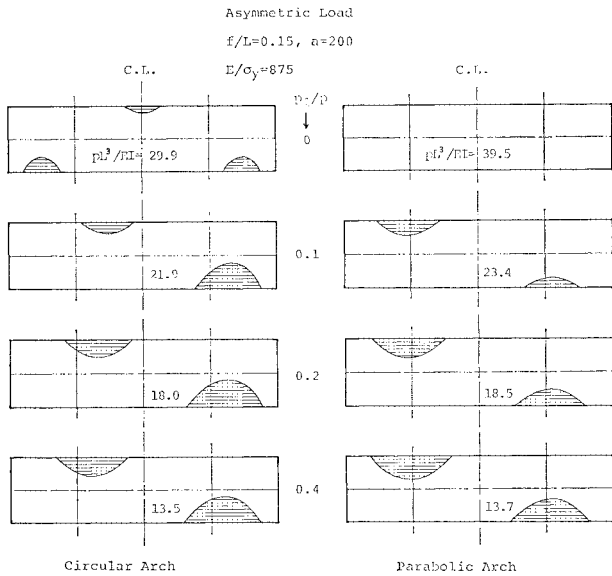 Asymmetric Load
f/L=0.15, a=200
C.L. E/σy=875 C.L.
0
pL³/EI= 29.9 pL³/EI= 39.5
0.1
21.9 23.4
0.2
18.0 18.5
0.4
13.5 13.7
Circular Arch Parabolic Arch